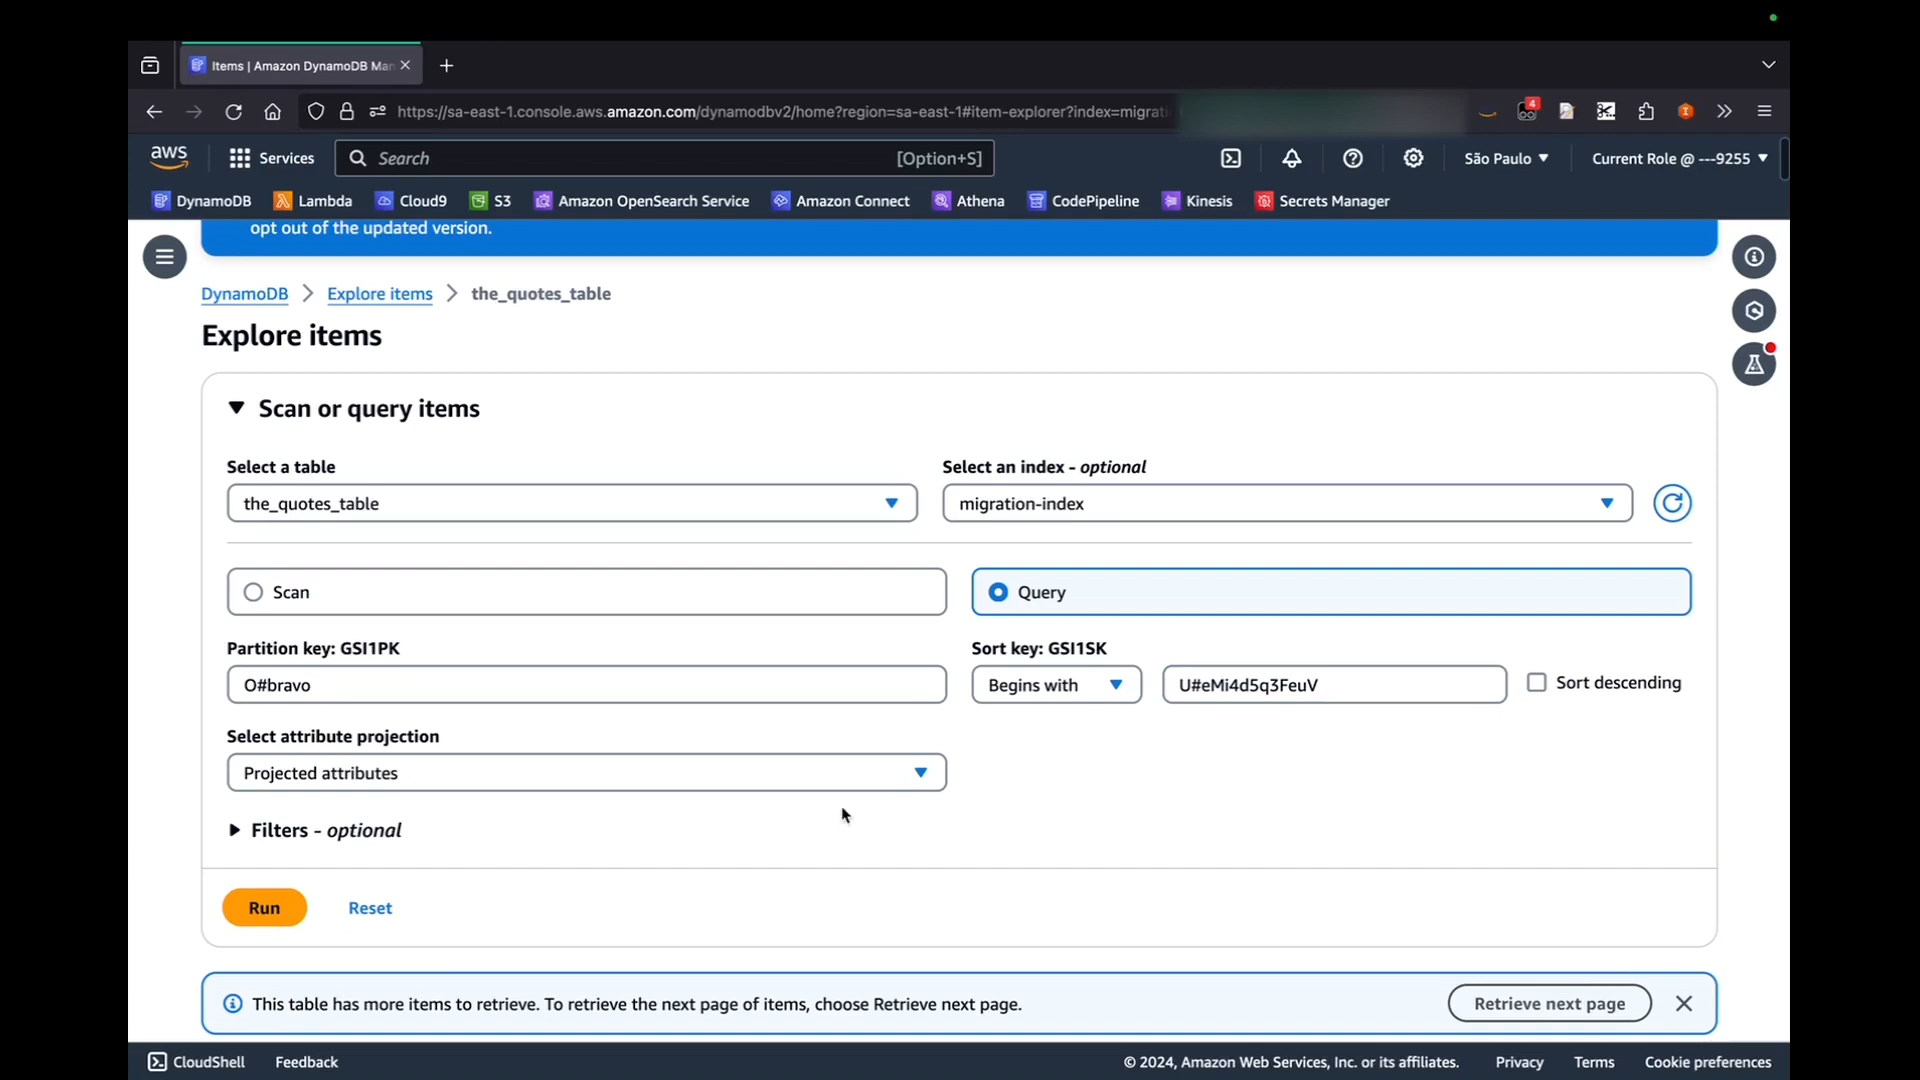 Items | Amazon DynamoDB Man
https://sa-east-1.console.aws.amazon.com/dynamodbv2/home?region=sa-east-1#item-explorer?index=migrati
4
aws
Services
Search
[Option+S]
São Paulo
Current Role @ ---9255
DynamoDB
Lambda
Cloud9
S3
Amazon OpenSearch Service
Amazon Connect
Athena
CodePipeline
Kinesis
Secrets Manager
opt out of the updated version.
DynamoDB
Explore items
the_quotes_table
Explore items
Scan or query items
Select a table
Select an index - optional
the_quotes_table
migration-index
Scan
Query
Partition key: GSI1PK
Sort key: GSI1SK
O#bravo
Begins with
U#eMi4d5q3FeuV
Sort descending
Select attribute projection
Projected attributes
Filters - optional
Run
Reset
This table has more items to retrieve. To retrieve the next page of items, choose Retrieve next page.
Retrieve next page
CloudShell
Feedback
© 2024, Amazon Web Services, Inc. or its affiliates.
Privacy
Terms
Cookie preferences